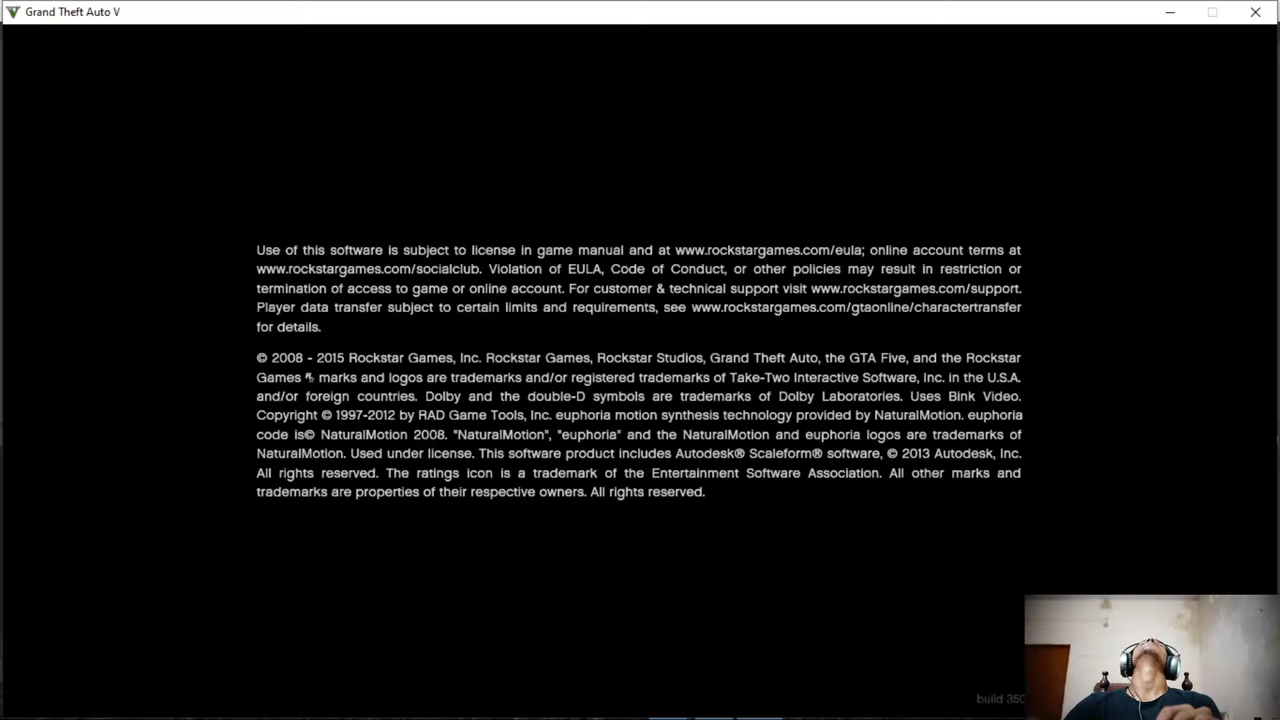 Grand Theft Auto V
Use of this software is subject to license in game manual and at www.rockstargames.com/eula; online account terms at
www.rockstargames.com/socialclub. Violation of EULA, Code of Conduct, or other policies may result in restriction or
termination of access to game or online account. For customer & technical support visit www.rockstargames.com/support.
Player data transfer subject to certain limits and requirements, see www.rockstargames.com/gtaonline/charactertransfer
for details.
© 2008 - 2015 Rockstar Games, Inc. Rockstar Games, Rockstar Studios, Grand Theft Auto, the GTA Five, and the Rockstar
Games R* marks and logos are trademarks and/or registered trademarks of Take-Two Interactive Software, Inc. in the U.S.A.
and/or foreign countries. Dolby and the double-D symbols are trademarks of Dolby Laboratories. Uses Bink Video.
Copyright © 1997-2012 by RAD Game Tools, Inc. euphoria motion synthesis technology provided by NaturalMotion. euphoria
code is© NaturalMotion 2008. "NaturalMotion", "euphoria" and the NaturalMotion and euphoria logos are trademarks of
NaturalMotion. Used under license. This software product includes Autodesk® Scaleform® software, © 2013 Autodesk, Inc.
All rights reserved. The ratings icon is a trademark of the Entertainment Software Association. All other marks and
trademarks are properties of their respective owners. All rights reserved.
build 350